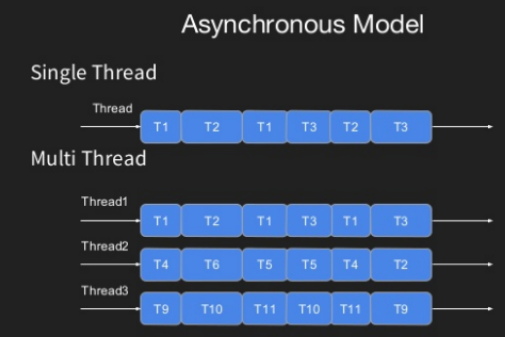 Asynchronous Model
Single Thread
Thread
T1 T2 T1 T3 T2 T3
Multi Thread
Thread1
T1 T2 T1 T3 T1 T3
Thread2
T4 T6 T5 T5 T4 T2
Thread3
T9 T10 T11 T10 T11 T9